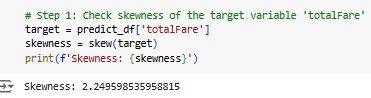 # Step 1: Check skewness of the target variable 'totalFare'
target = predict_df['totalFare']
skewness = skew(target)
print(f'Skewness: {skewness}')
Skewness: 2.249598535958815